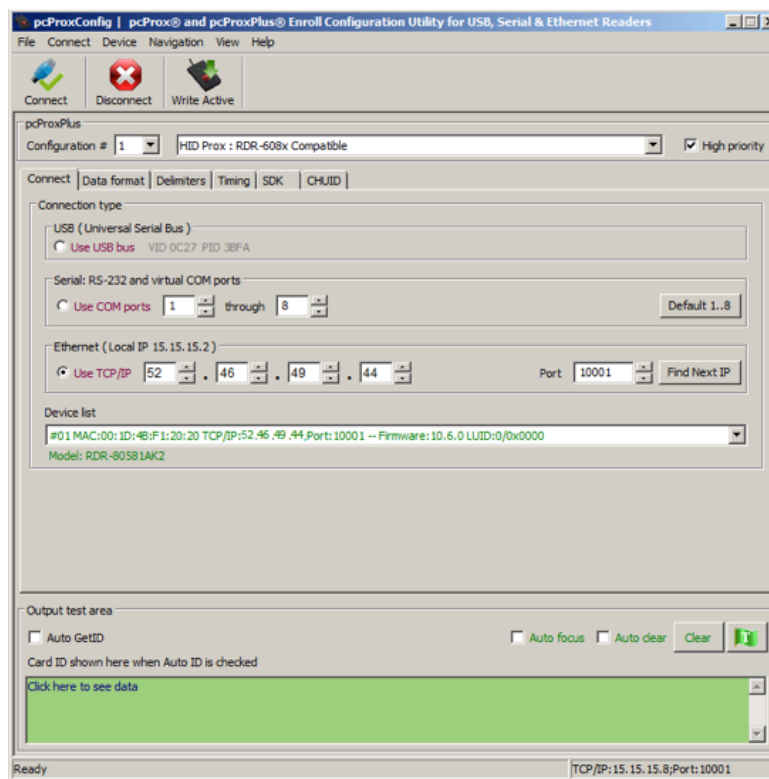 pcProxConfig | pcProx® and pcProxPlus® Enroll Configuration Utility for USB, Serial & Ethernet Readers
File Connect Device Navigation View Help
Connect Disconnect Write Active
pcProxPlus
Configuration # 1 HID Prox : RDR-608x Compatible High priority
Connect Data format Delimiters Timing SDK CHUID
Connection type
USB ( Universal Serial Bus )
Use USB bus VID 0C27 PID 3BFA
Serial: RS-232 and virtual COM ports
Use COM ports 1 through 8 Default 1..8
Ethernet ( Local IP 15.15.15.2 )
Use TCP/IP 52 . 46 . 49 . 44 Port 10001 Find Next IP
Device list
#01 MAC:00:1D:4B:F1:20:20 TCP/IP:52.46.49.44,Port:10001 -- Firmware:10.6.0 LUID:0/0x0000
Model: RDR-80581AK2
Output test area
Auto GetID Auto focus Auto clear Clear
Card ID shown here when Auto ID is checked
Click here to see data
Ready TCP/IP:15.15.15.8;Port:10001